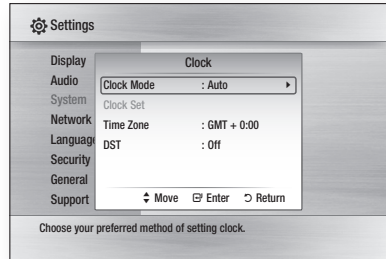 Settings
Display
Audio
System
Network
Language
Security
General
Support
Clock
Clock Mode : Auto
Clock Set
Time Zone : GMT + 0:00
DST : Off
Move Enter Return
Choose your preferred method of setting clock.